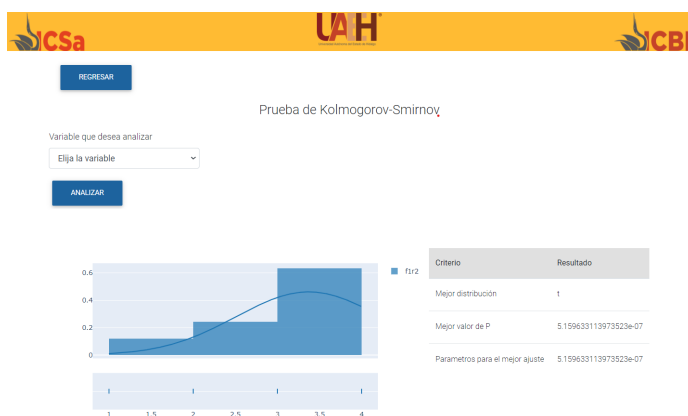 ICSa
UAEH
ICBI
REGRESAR
Prueba de Kolmogorov-Smirnov
Variable que desea analizar
Elija la variable
ANALIZAR
f1r2
0.6
0.4
0.2
0
1 1.5 2 2.5 3 3.5 4
Criterio Resultado
Mejor distribución t
Mejor valor de P 5.159633113973523e-07
Parametros para el mejor ajuste 5.159633113973523e-07